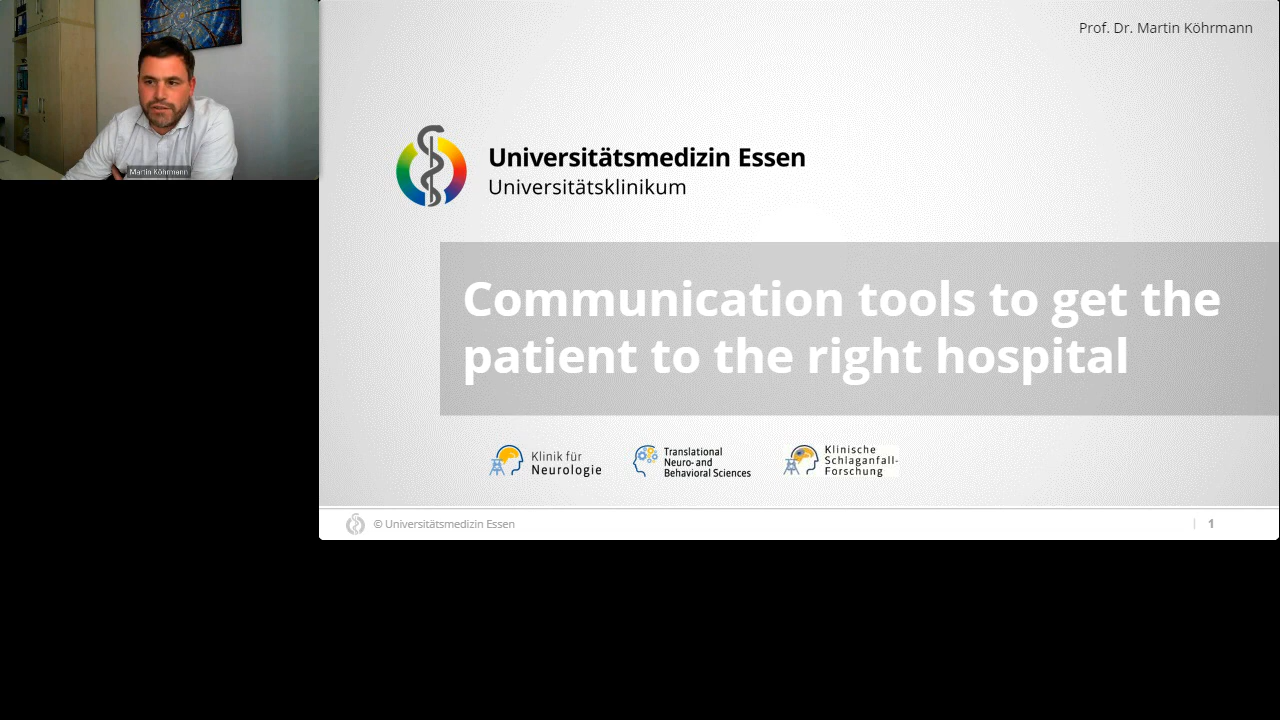 Prof. Dr. Martin Köhrmann
Martin Köhrmann
Universitätsmedizin Essen
Universitätsklinikum
Communication tools to get the
patient to the right hospital
Klinik für
Neurologie
Translational
Neuro- and
Behavioral Sciences
Klinische
Schlaganfall-
Forschung
© Universitätsmedizin Essen
| 1